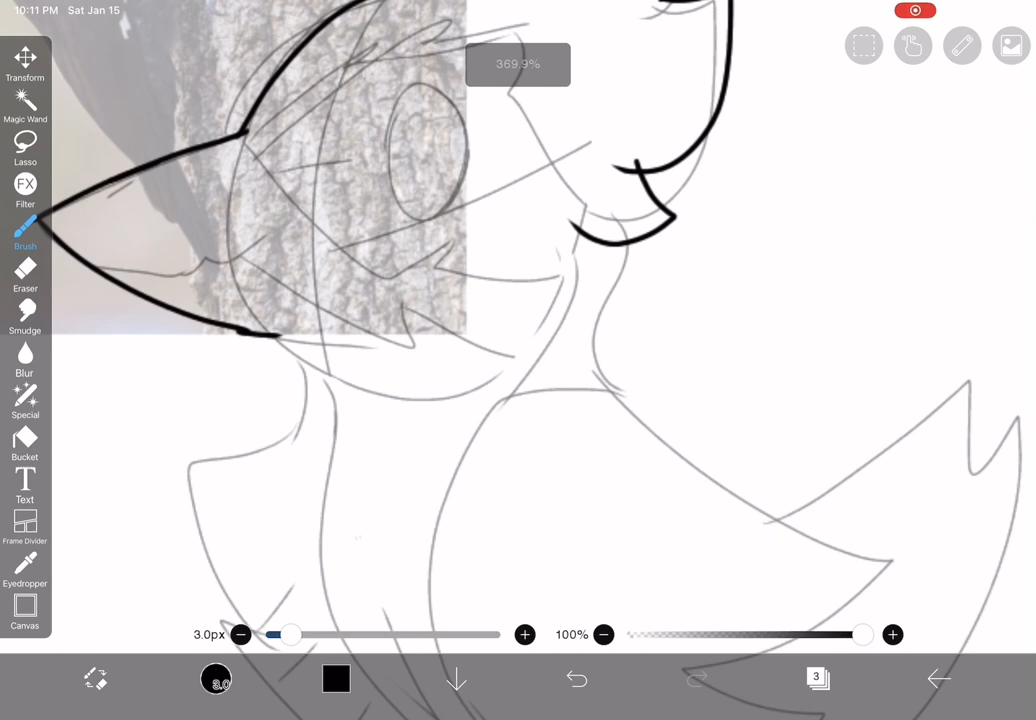 10:11 PM Sat Jan 15
369.9%
Transform
Magic Wand
Lasso
FX
Filter
Brush
Eraser
Smudge
Blur
Special
Bucket
T
Text
Frame Divider
Eyedropper
Canvas
3.0px
100%
3.0
3